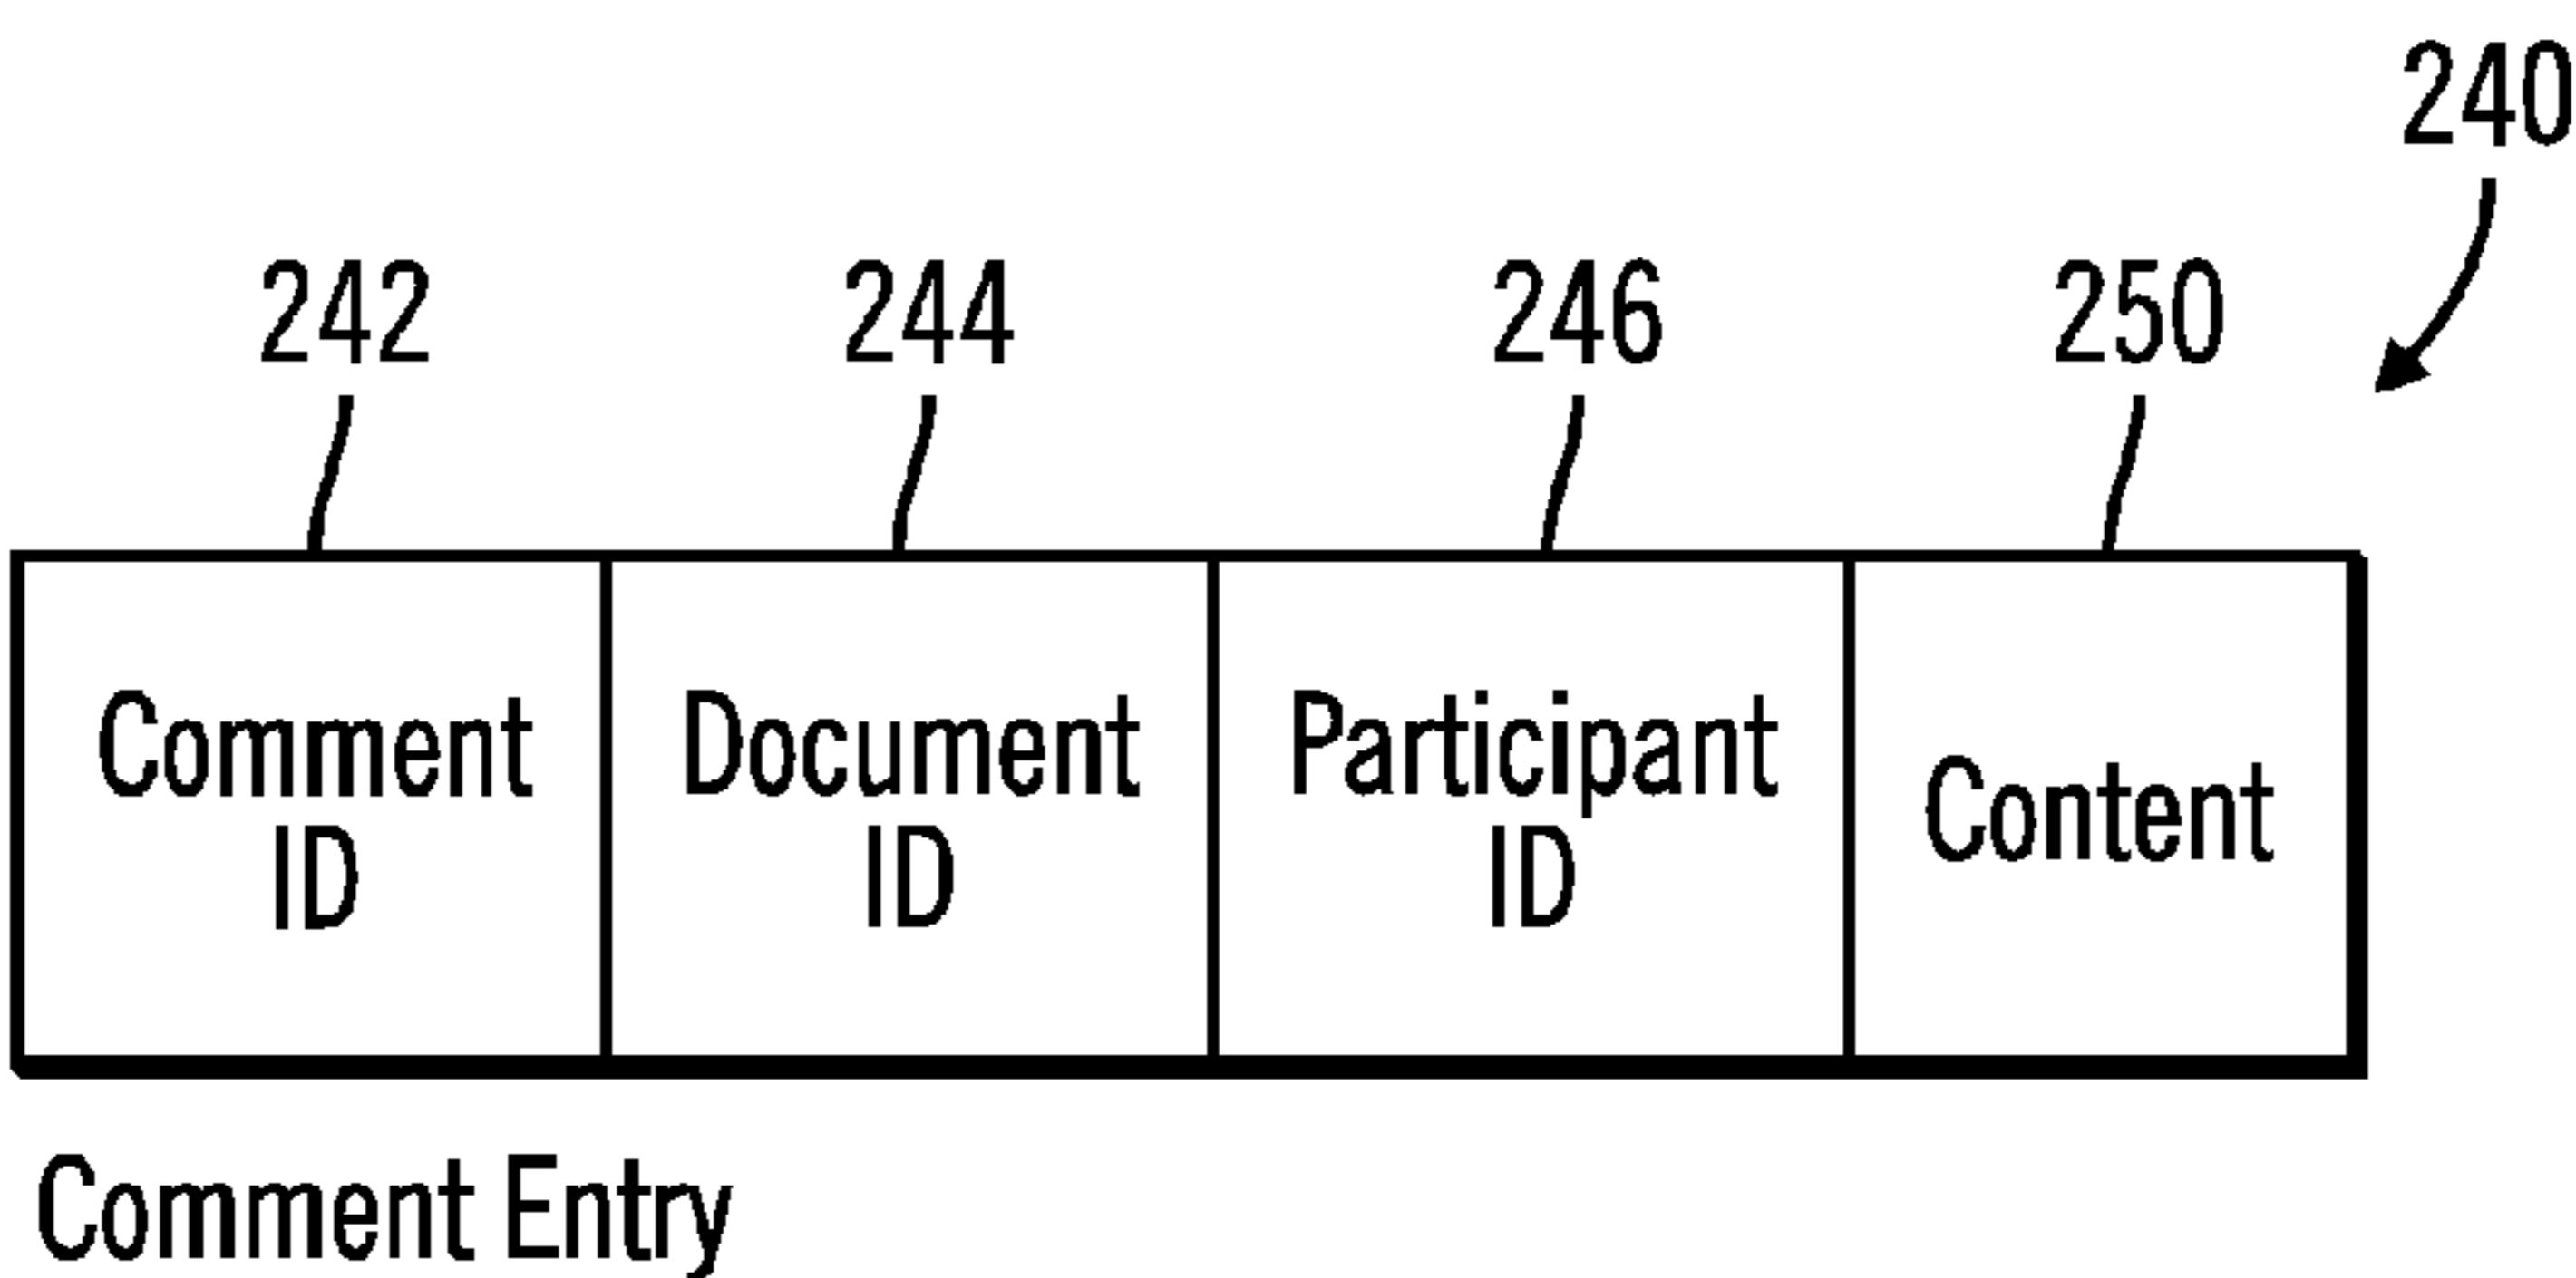 240
242 244 246 250
Comment Document Participant Content
ID ID ID
Comment Entry